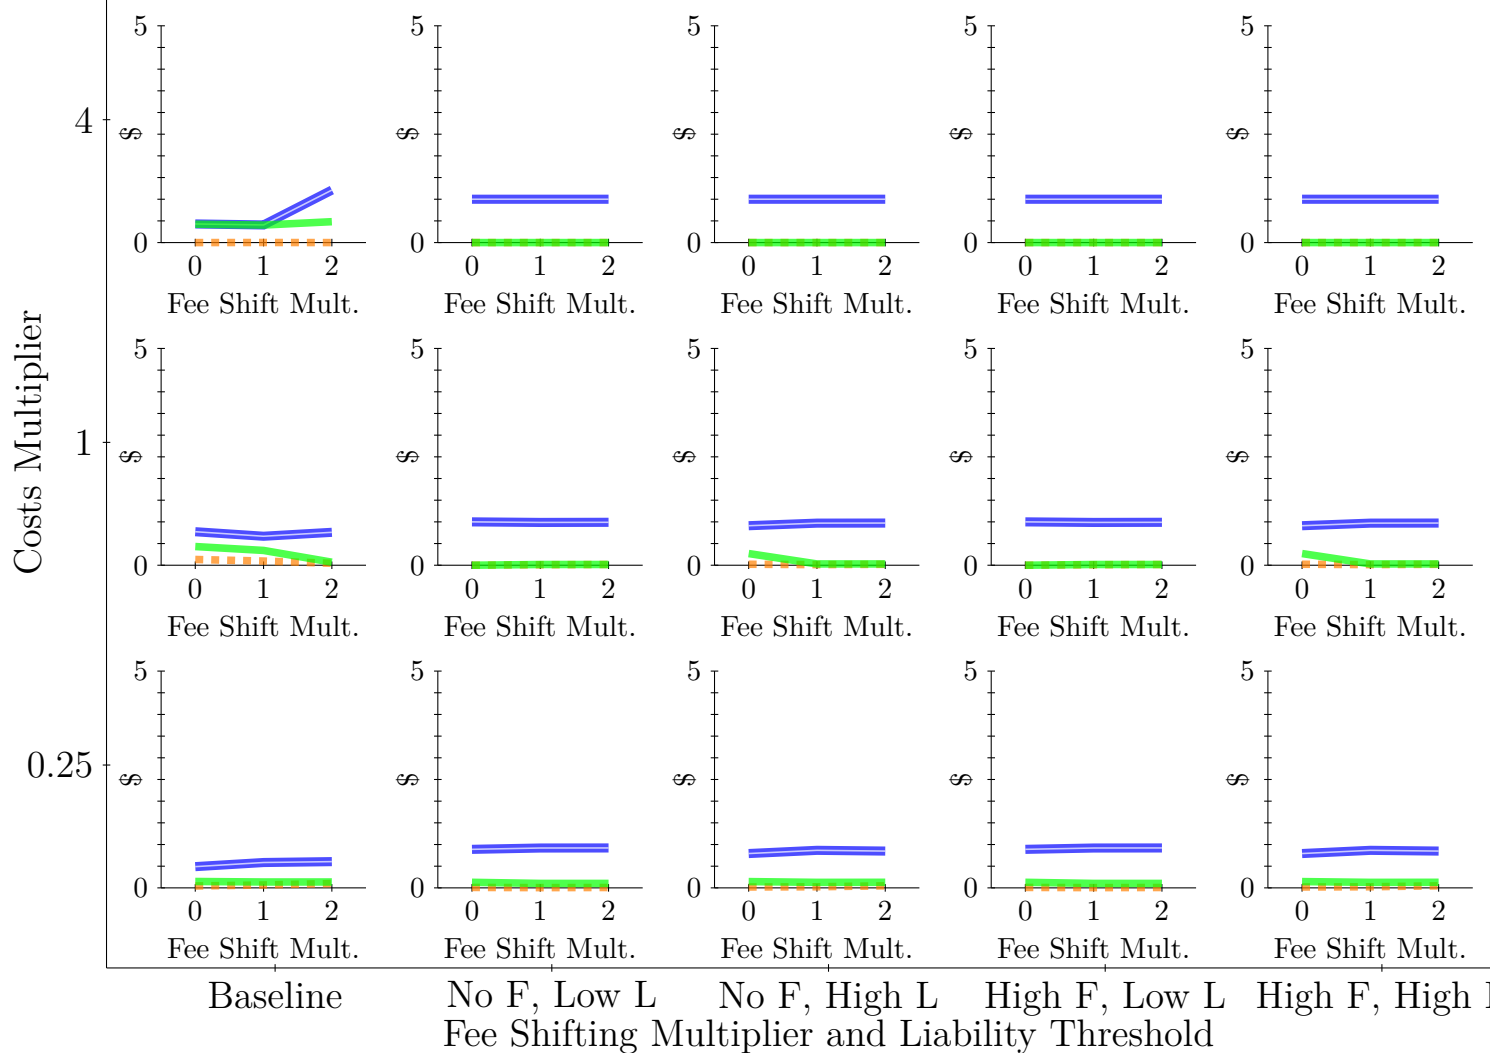 5 5 5 5 5
4 $ $ $ $ $
0 0 0 0 0
0 1 2 0 1 2 0 1 2 0 1 2 0 1 2
Fee Shift Mult. Fee Shift Mult. Fee Shift Mult. Fee Shift Mult. Fee Shift Mult.
Costs Multiplier
5 5 5 5 5
1 $ $ $ $ $
0 0 0 0 0
0 1 2 0 1 2 0 1 2 0 1 2 0 1 2
Fee Shift Mult. Fee Shift Mult. Fee Shift Mult. Fee Shift Mult. Fee Shift Mult.
5 5 5 5 5
0.25 $ $ $ $ $
0 0 0 0 0
0 1 2 0 1 2 0 1 2 0 1 2 0 1 2
Fee Shift Mult. Fee Shift Mult. Fee Shift Mult. Fee Shift Mult. Fee Shift Mult.
Baseline No F, Low L No F, High L High F, Low L High F, High
Fee Shifting Multiplier and Liability Threshold